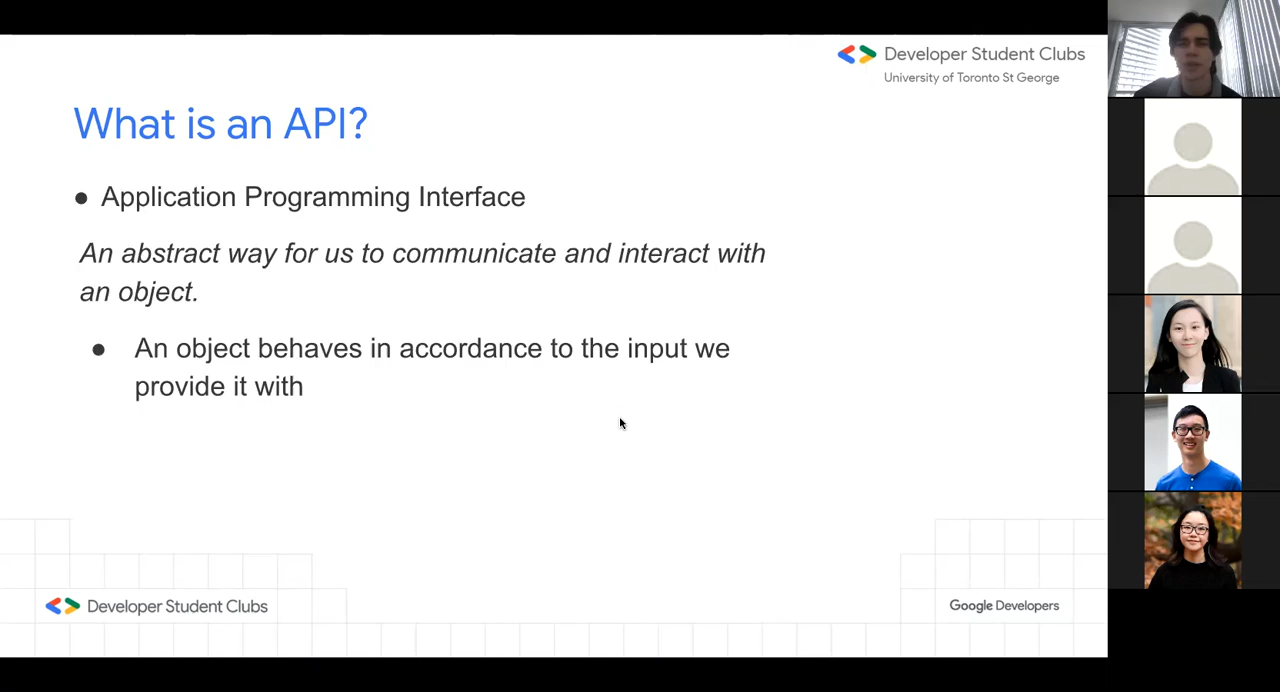 Developer Student Clubs
University of Toronto St George
What is an API?
● Application Programming Interface
An abstract way for us to communicate and interact with
an object.
● An object behaves in accordance to the input we
provide it with
Developer Student Clubs
Google Developers